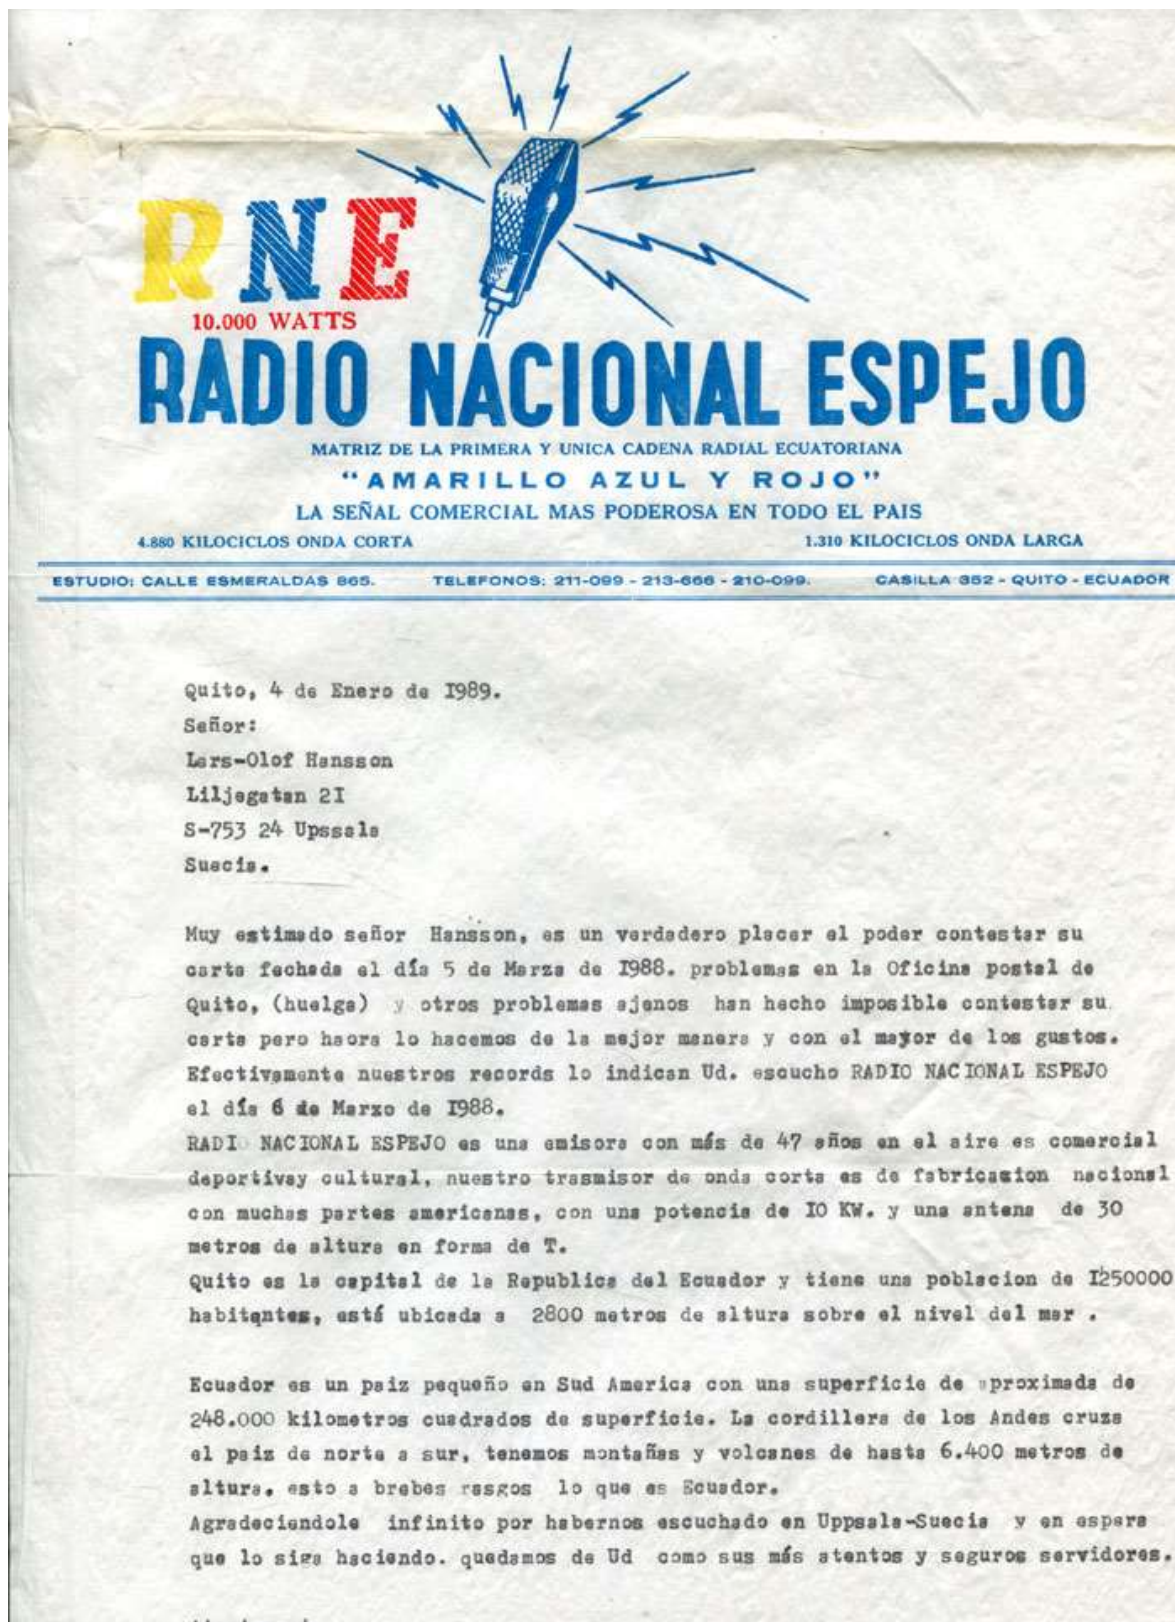 RNE
10.000 WATTS
RADIO NACIONAL ESPEJO
MATRIZ DE LA PRIMERA Y UNICA CADENA RADIAL ECUATORIANA
"AMARILLO AZUL Y ROJO"
LA SEÑAL COMERCIAL MAS PODEROSA EN TODO EL PAIS
4.880 KILOCICLOS ONDA CORTA 1.310 KILOCICLOS ONDA LARGA
ESTUDIO: CALLE ESMERALDAS 865. TELEFONOS: 211-099 - 213-666 - 210-099. CASILLA 352 - QUITO - ECUADOR
Quito, 4 de Enero de I989.
Señor:
Lars-Olof Hansson
Liljegatan 2I
S-753 24 Upssala
Suecia.
Muy estimado señor Hansson, es un verdadero placer el poder contestar su
carta fechada el día 5 de Marza de I988. problemas en la Oficina postal de
Quito, (huelga) y otros problemas ajenos han hecho imposible contestar su
carta pero haora lo hacemos de la mejor manera y con el mayor de los gustos.
Efectivamente nuestros records lo indican Ud. escucho RADIO NACIONAL ESPEJO
el día 6 de Marzo de I988.
RADI NACIONAL ESPEJO es una emisora con más de 47 años en el aire es comercial
deportivay cultural, nuestro trasmisor de onda corta es de fabricasion nacional
con muchas partes americanas, con una potencia de IO KW. y una antena de 30
metros de altura en forma de T.
Quito es la capital de la Republica del Ecuador y tiene una poblacion de I250000
habitantes, está ubicada a 2800 metros de altura sobre el nivel del mar .
Ecuador es un paiz pequeño en Sud America con una superficie de aproximada de
248.000 kilometros cuadrados de superficie. La cordillera de los Andes cruza
el paiz de norte a sur, tenemos montañas y volcanes de hasta 6.400 metros de
altura. esto a brebes rasgos lo que es Ecuador.
Agradeciendole infinito por habernos escuchado en Uppsala-Suecia y en espera
que lo siga haciendo. quedamos de Ud como sus más atentos y seguros servidores.